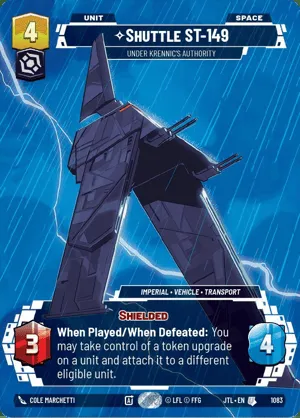 UNIT
SPACE
4
SHUTTLE ST-149
UNDER KRENNIC'S AUTHORITY
IMPERIAL • VEHICLE • TRANSPORT
SHIELDED
When Played/When Defeated: You
may take control of a token upgrade
on a unit and attach it to a different
eligible unit.
3
4
COLE MARCHETTI
© LFL © FFG
JTL • EN
1083